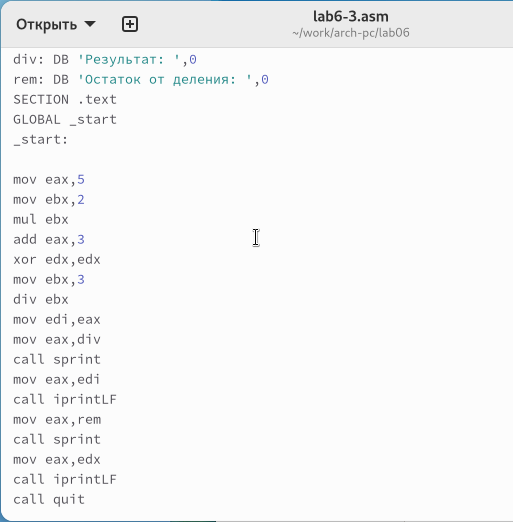 Открыть
lab6-3.asm
~/work/arch-pc/lab06
div: DB 'Результат: ',0
rem: DB 'Остаток от деления: ',0
SECTION .text
GLOBAL _start
_start:
mov eax,5
mov ebx,2
mul ebx
add eax,3
xor edx,edx
mov ebx,3
div ebx
mov edi,eax
mov eax,div
call sprint
mov eax,edi
call iprintLF
mov eax,rem
call sprint
mov eax,edx
call iprintLF
call quit